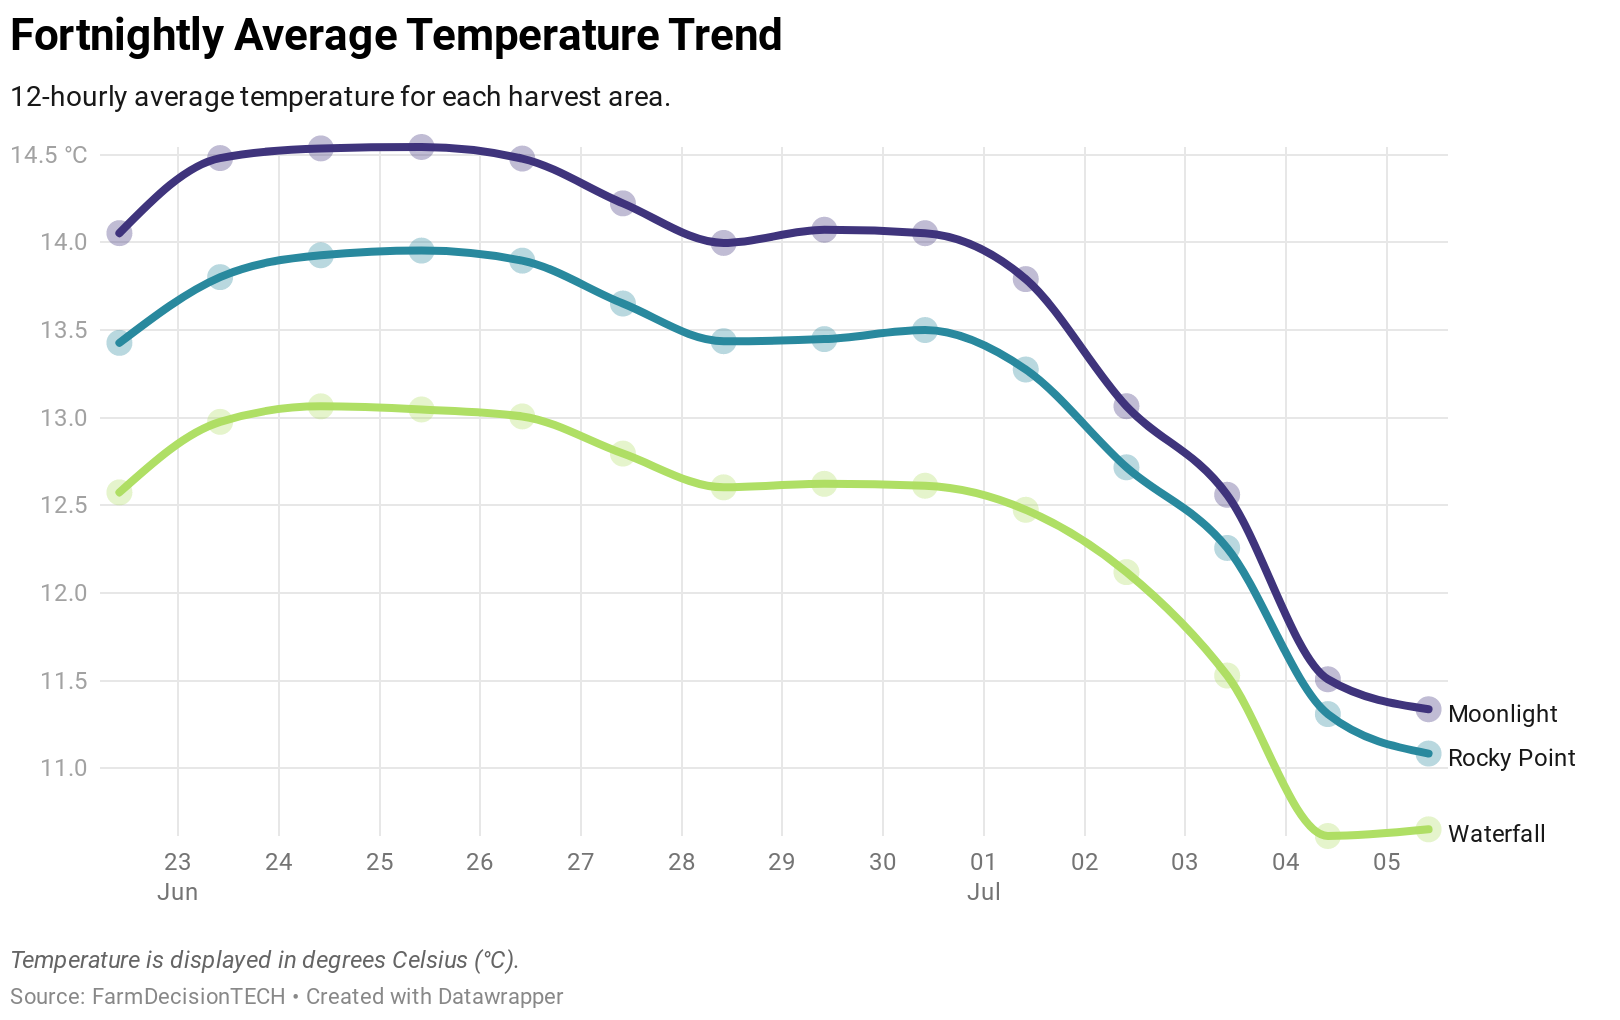 Fortnightly Average Temperature Trend
12-hourly average temperature for each harvest area.
14.5 °C
14.0
13.5
13.0
12.5
12.0
11.5
11.0
Moonlight
Rocky Point
Waterfall
23 24 25 26 27 28 29 30 01 02 03 04 05
Jun Jul
Temperature is displayed in degrees Celsius (°C).
Source: FarmDecisionTECH • Created with Datawrapper